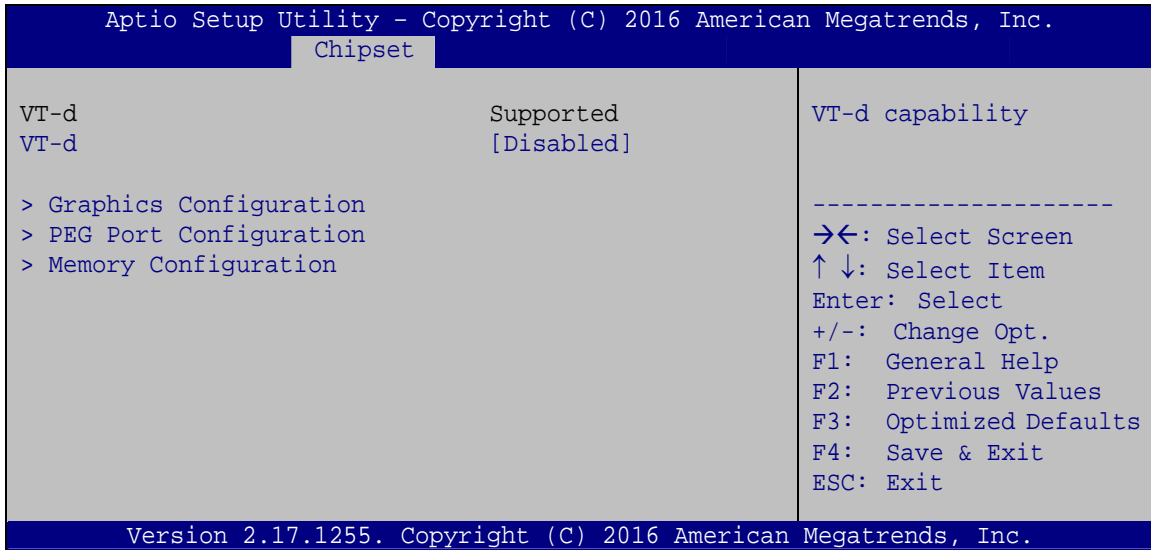 Aptio Setup Utility – Copyright (C) 2016 American Megatrends, Inc.
Chipset
VT-d Supported
VT-d [Disabled]
> Graphics Configuration
> PEG Port Configuration
> Memory Configuration
VT-d capability
---------------------
→←: Select Screen
↑ ↓: Select Item
Enter: Select
+/-: Change Opt.
F1: General Help
F2: Previous Values
F3: Optimized Defaults
F4: Save & Exit
ESC: Exit
Version 2.17.1255. Copyright (C) 2016 American Megatrends, Inc.